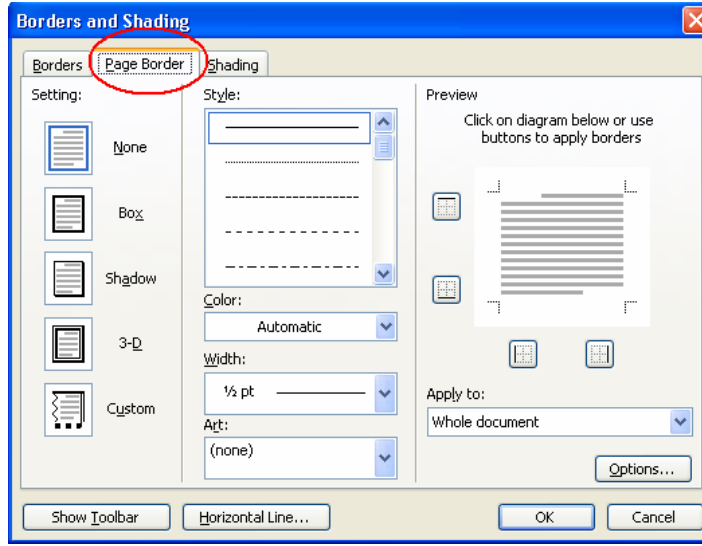 Borders and Shading
Borders
Page Border
Shading
Setting:
None
Box
Shadow
3-D
Custom
Style:
Color:
Automatic
Width:
½ pt
Art:
(none)
Preview
Click on diagram below or use
buttons to apply borders
Apply to:
Whole document
Options...
Show Toolbar
Horizontal Line...
OK
Cancel